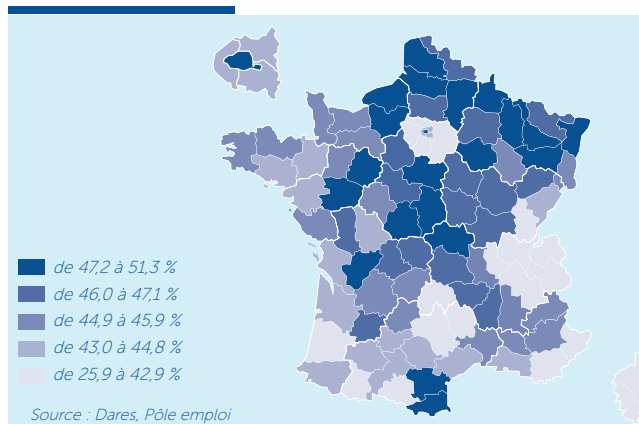 de 47,2 à 51,3 %
de 46,0 à 47,1 %
de 44,9 à 45,9 %
de 43,0 à 44,8 %
de 25,9 à 42,9 %
Source : Dares, Pôle emploi